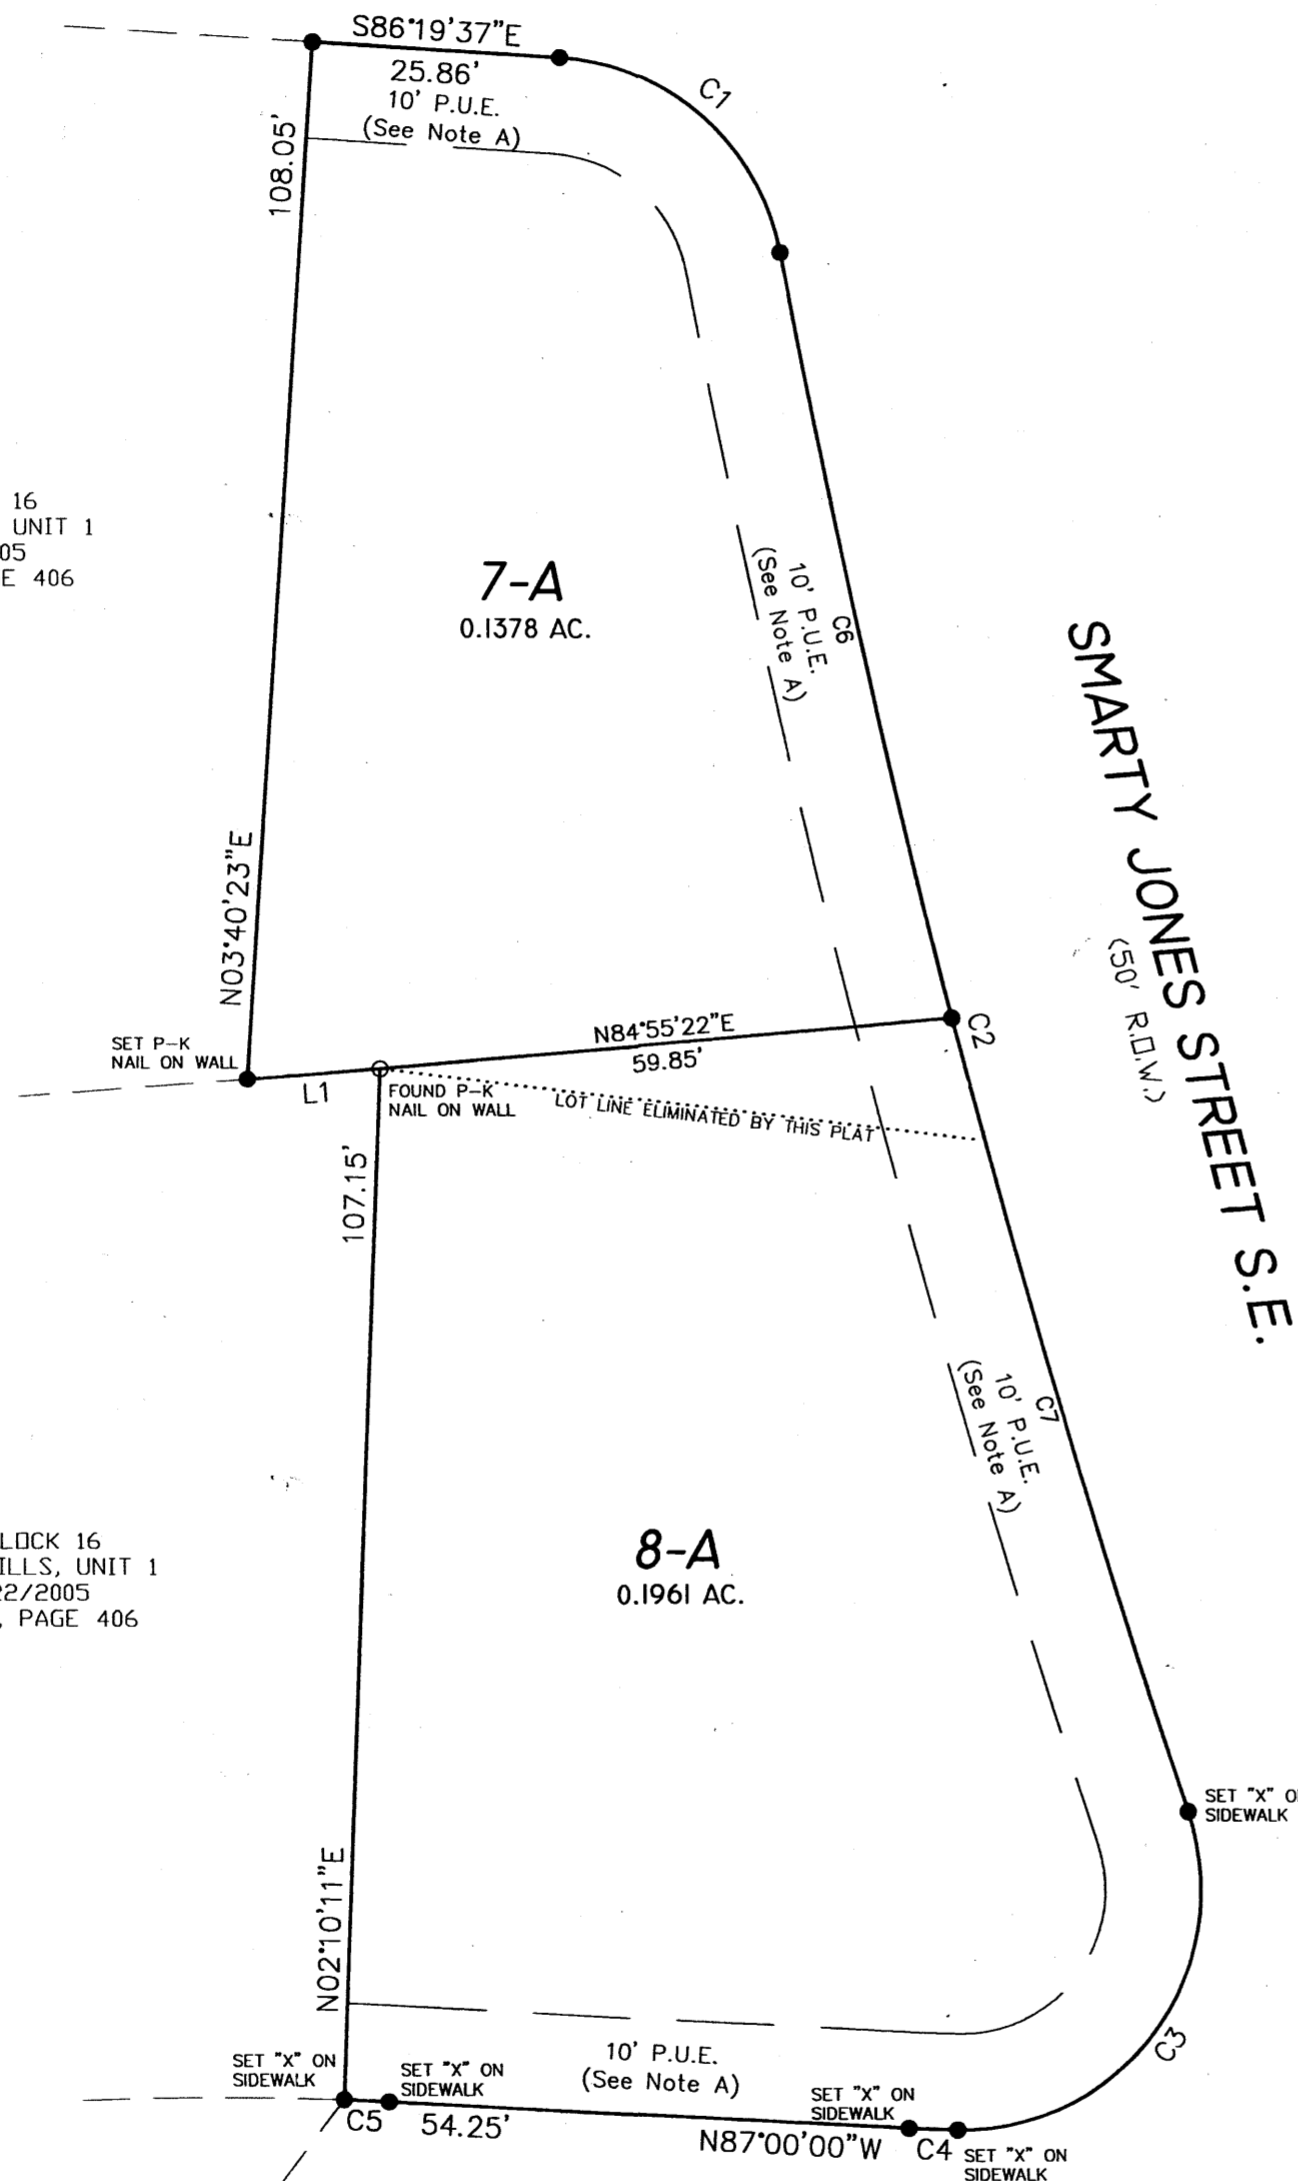 S86°19'37"E
25.86'
10' P.U.E.
(See Note A)
C1
108.05'
16
UNIT 1
05
E 406
7-A
0.1378 AC.
C6
10' P.U.E.
(See Note A)
SMARTY JONES STREET S.E.
(50' R.O.W.)
N03°40'23"E
SET P-K
NAIL ON WALL
L1
N84°55'22"E
59.85'
C2
FOUND P-K
NAIL ON WALL
LOT LINE ELIMINATED BY THIS PLAT
107.15'
C7
10' P.U.E.
(See Note A)
LOCK 16
ILLS, UNIT 1
22/2005
, PAGE 406
8-A
0.1961 AC.
SET "X" O
SIDEWALK
N02°10'11"E
C3
10' P.U.E.
(See Note A)
SET "X" ON
SIDEWALK
SET "X" ON
SIDEWALK
SET "X" ON
SIDEWALK
C5
54.25'
N87°00'00"W
C4
SET "X" ON
SIDEWALK